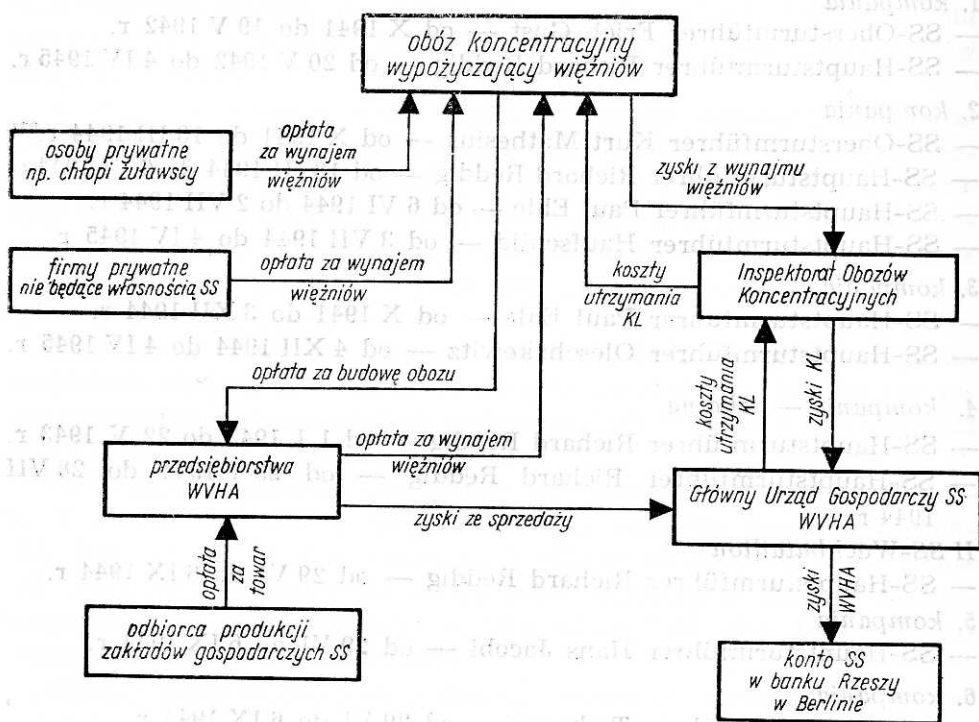 obóz koncentracyjny
wypożyczający więźniów
osoby prywatne
np. chłopi żuławscy
opłata
za wynajem
więźniów
zyski z wynajmu
więźniów
firmy prywatne
nie będące własnością SS
opłata za wynajem
więźniów
koszty
utrzymania
KL
Inspektorat Obozów
Koncentracyjnych
opłata za budowę obozu
koszty
utrzymania
KL
zyski KL
przedsiębiorstwa
WVHA
opłata za wynajem
więźniów
zyski ze sprzedaży
Główny Urząd Gospodarczy SS
WVHA
opłata
za
towar
zyski
WVHA
odbiorca produkcji
zakładów gospodarczych SS
konto SS
w banku Rzeszy
w Berlinie